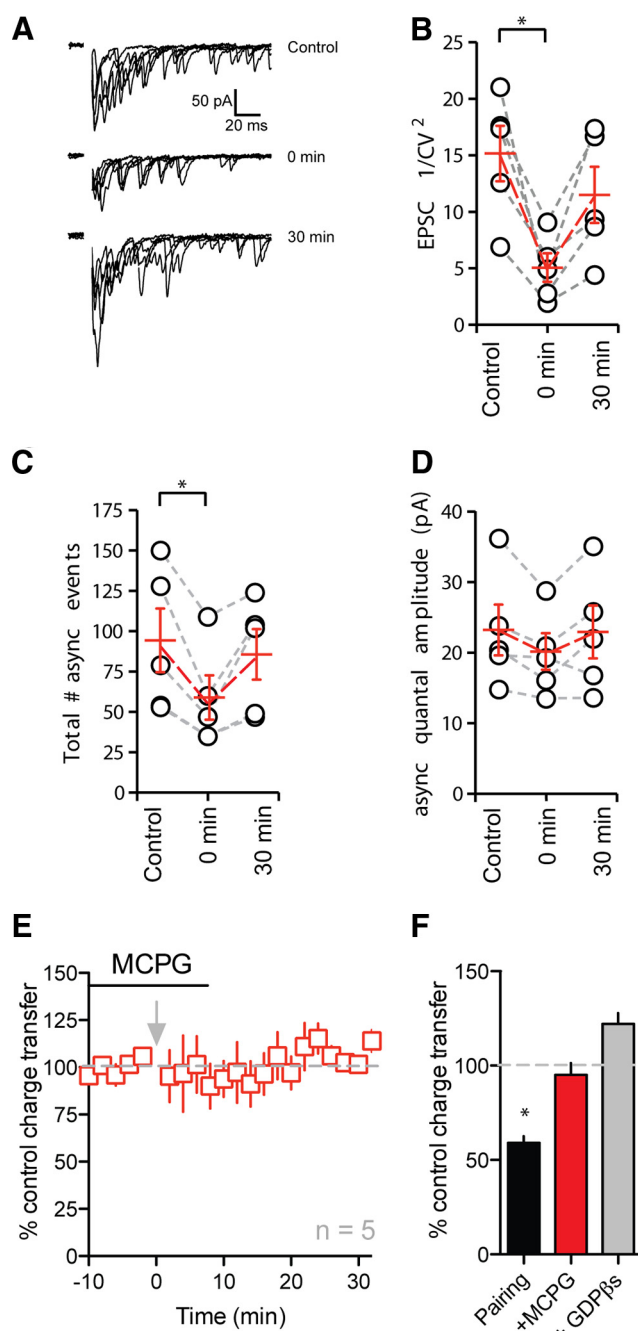 A
Control
50 pA
20 ms
0 min
30 min
B
*
25
20
15
10
5
0
EPSC 1/CV 2
Control
0 min
30 min
C
*
175
150
125
100
75
50
25
0
Total # async events
Control
0 min
30 min
D
40
30
20
10
0
async quantal amplitude (pA)
Control
0 min
30 min
E
MCPG
150
125
100
75
50
25
0
% control charge transfer
n = 5
-10
0
10
20
30
Time (min)
F
150
100
50
0
% control charge transfer
*
Pairing
+MCPG
GDPβs